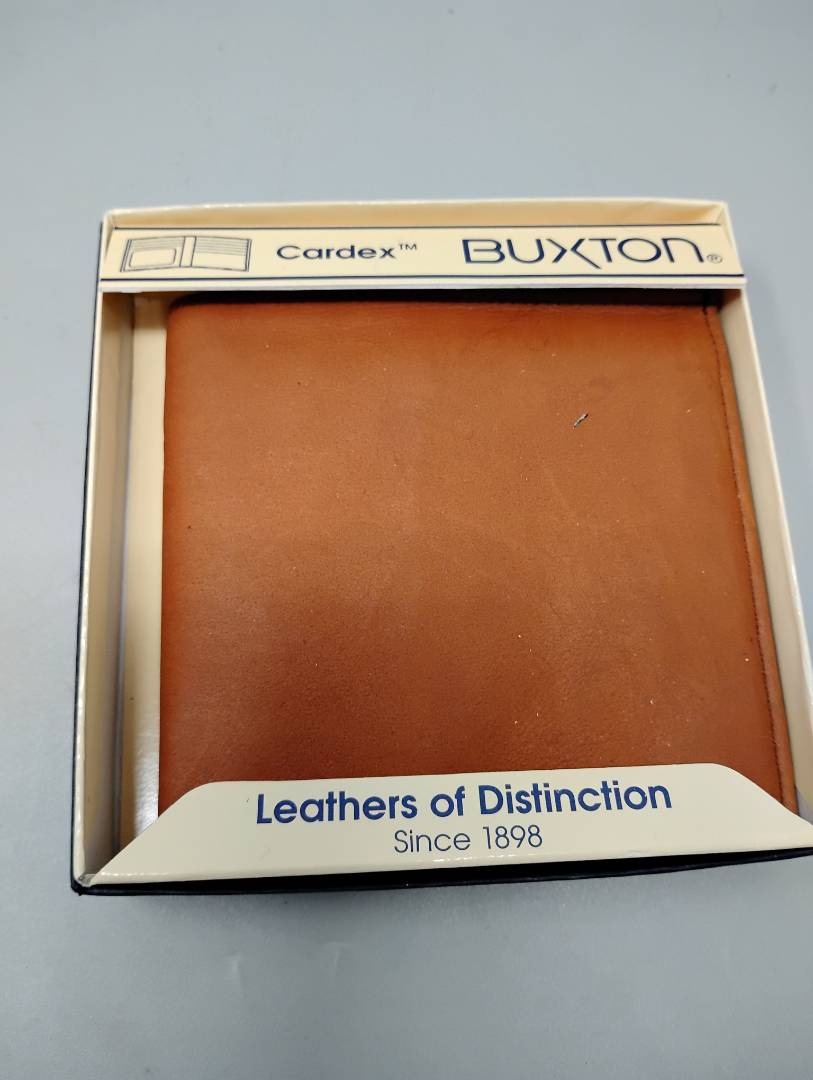 Cardex™ BUXTON®
Leathers of Distinction
Since 1898